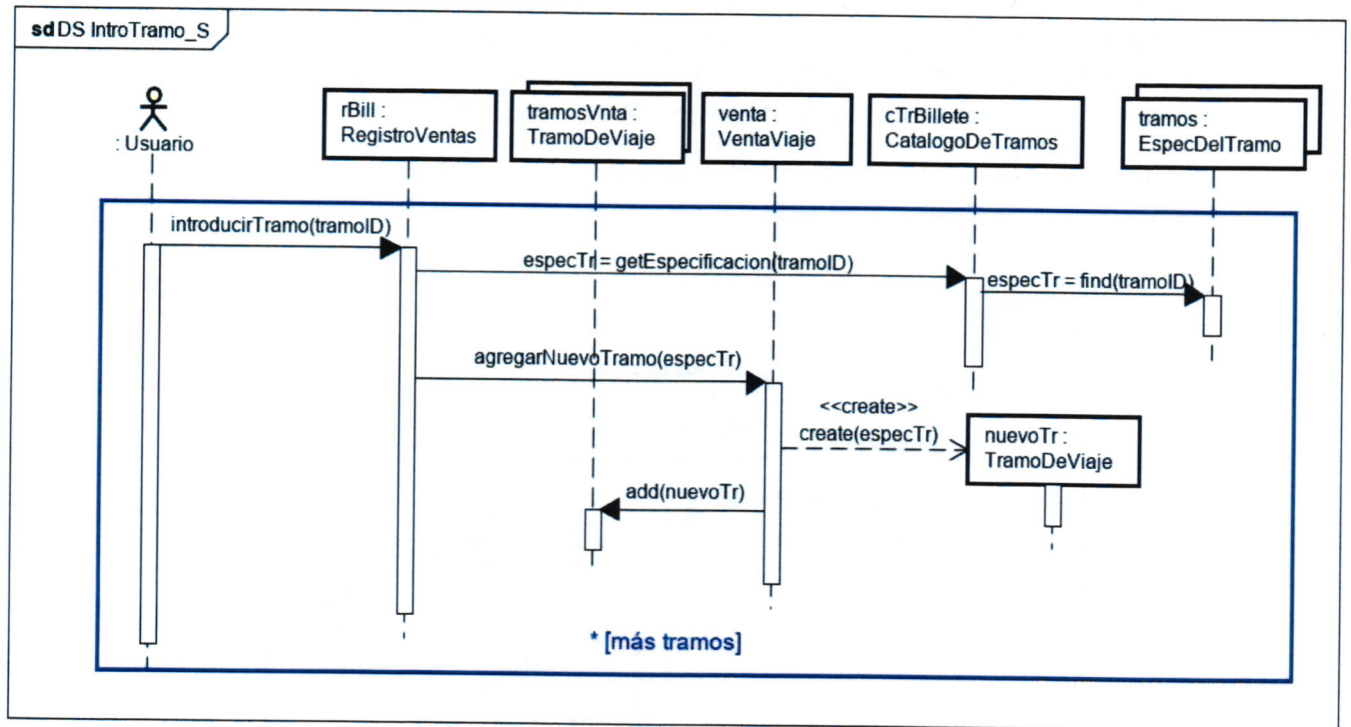 sd DS IntroTramo_S
: Usuario
rBill :
RegistroVentas
tramosVnta :
TramoDeViaje
venta :
VentaViaje
cTrBillete :
CatalogoDeTramos
tramos :
EspecDelTramo
introducirTramo(tramoID)
especTr = getEspecificacion(tramoID)
especTr = find(tramoID)
agregarNuevoTramo(especTr)
<<create>>
create(especTr)
nuevoTr :
TramoDeViaje
add(nuevoTr)
* [más tramos]